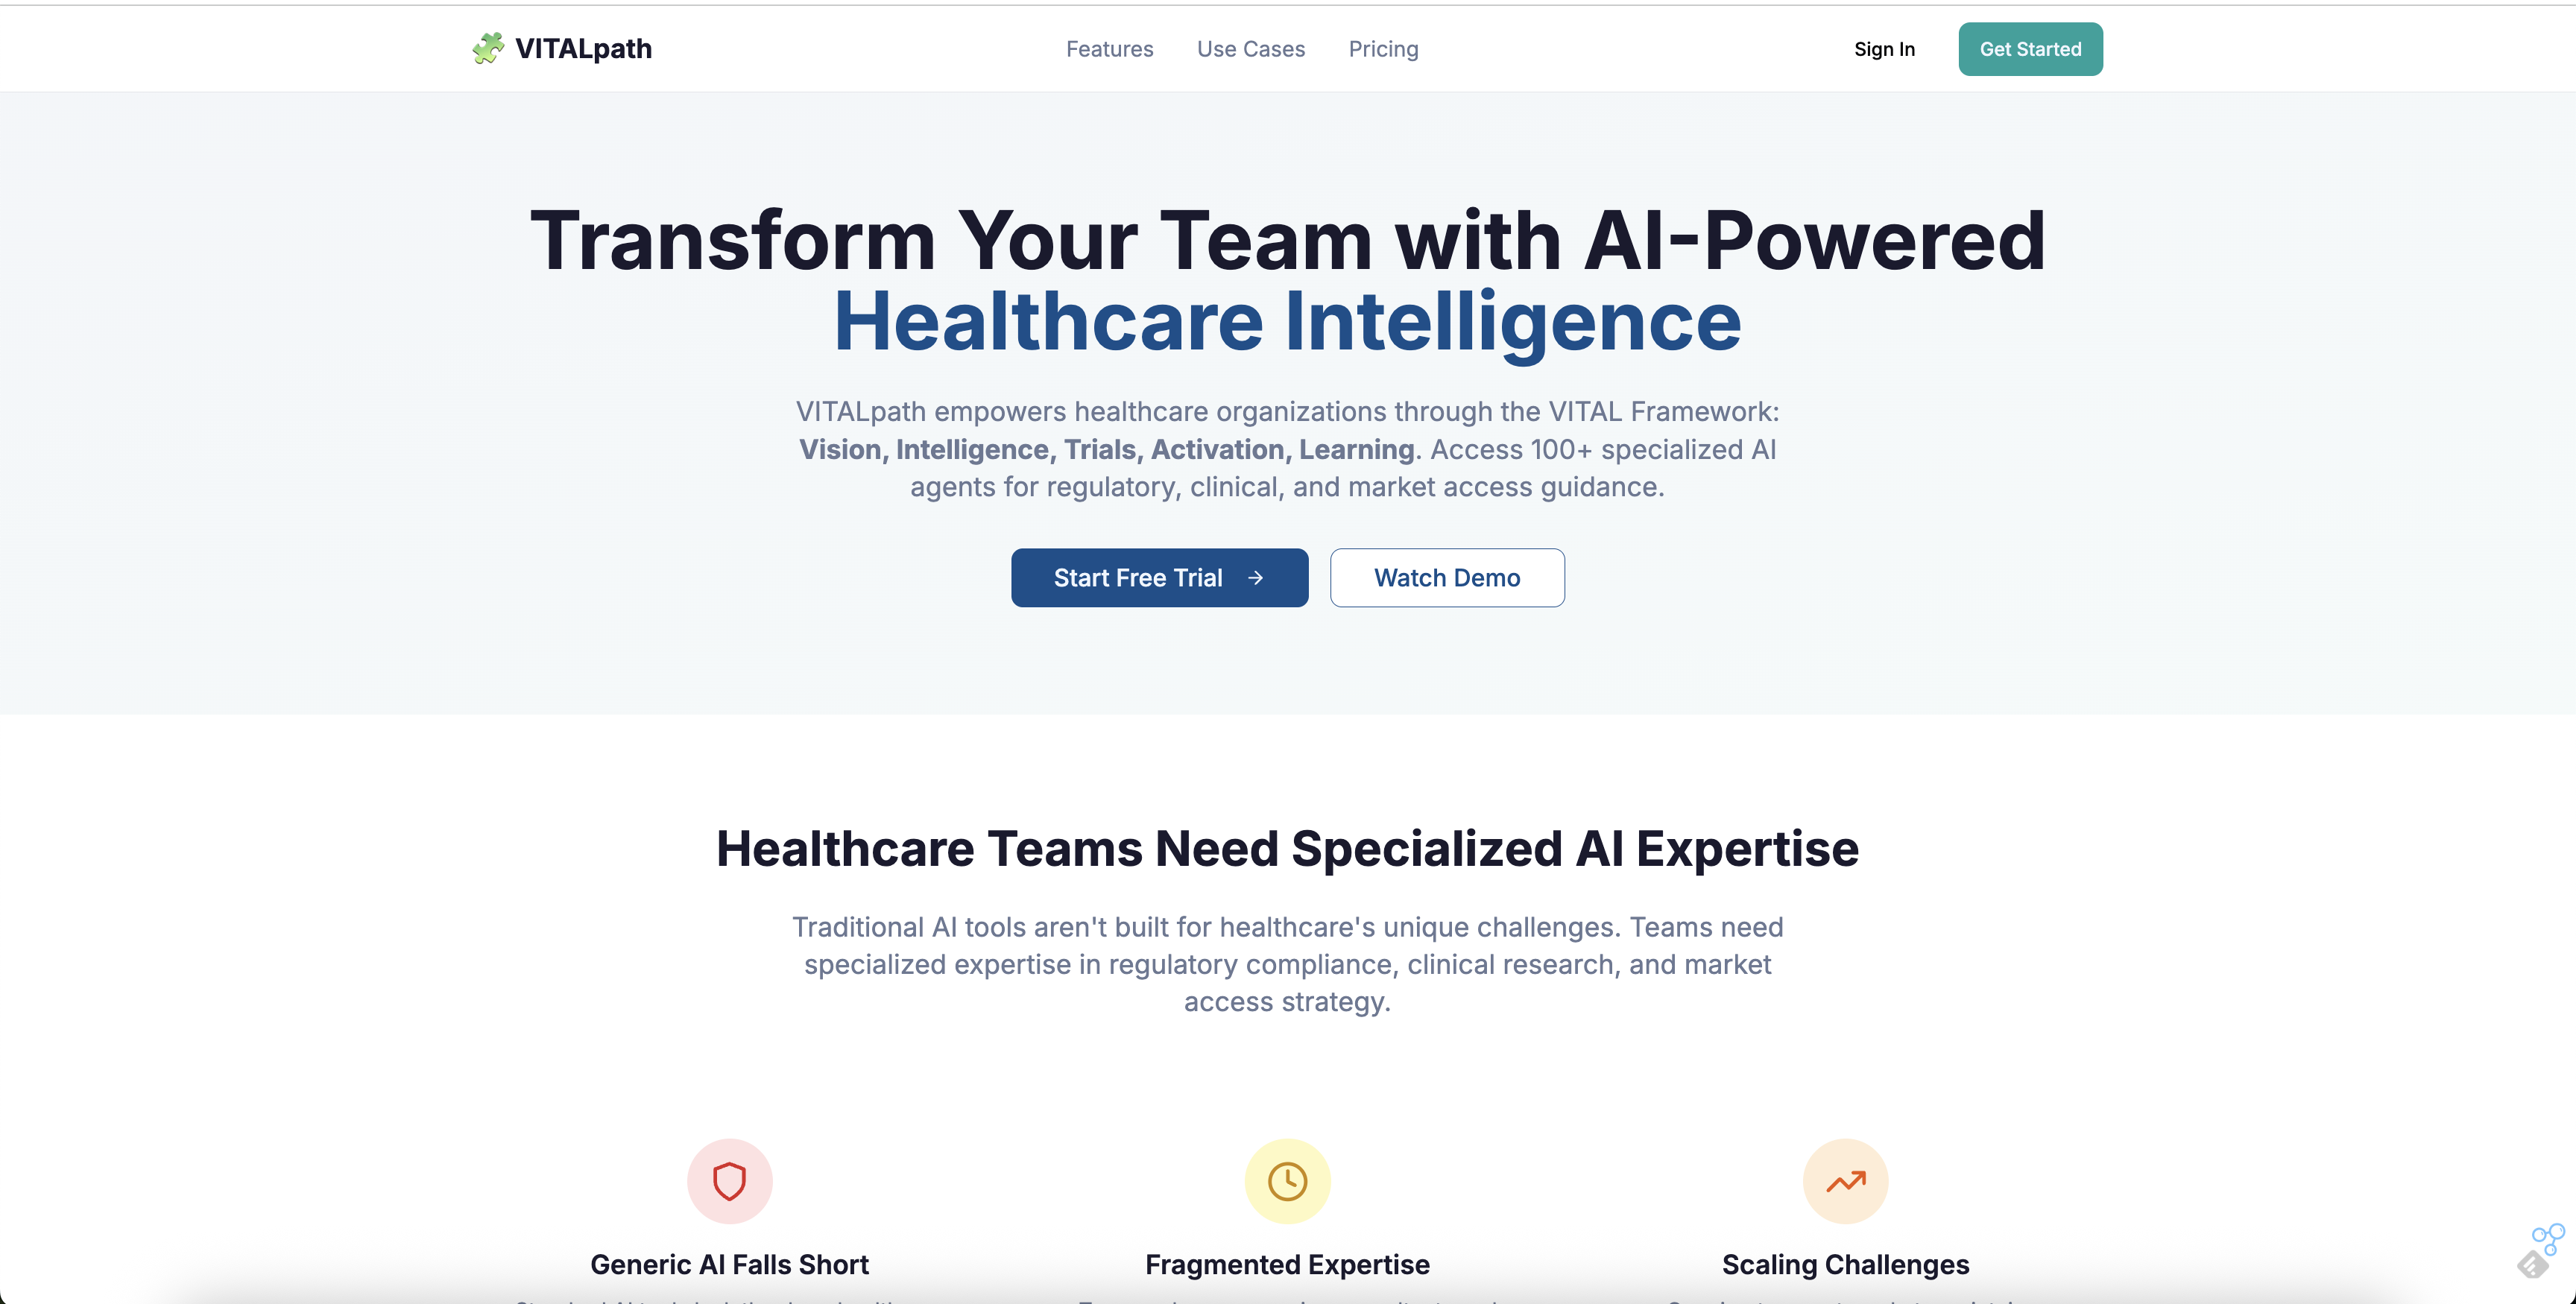 VITALpath
Features
Use Cases
Pricing
Sign In
Get Started
Transform Your Team with AI-Powered
Healthcare Intelligence
VITALpath empowers healthcare organizations through the VITAL Framework:
Vision, Intelligence, Trials, Activation, Learning. Access 100+ specialized AI
agents for regulatory, clinical, and market access guidance.
Start Free Trial →
Watch Demo
Healthcare Teams Need Specialized AI Expertise
Traditional AI tools aren't built for healthcare's unique challenges. Teams need
specialized expertise in regulatory compliance, clinical research, and market
access strategy.
Generic AI Falls Short
Fragmented Expertise
Scaling Challenges